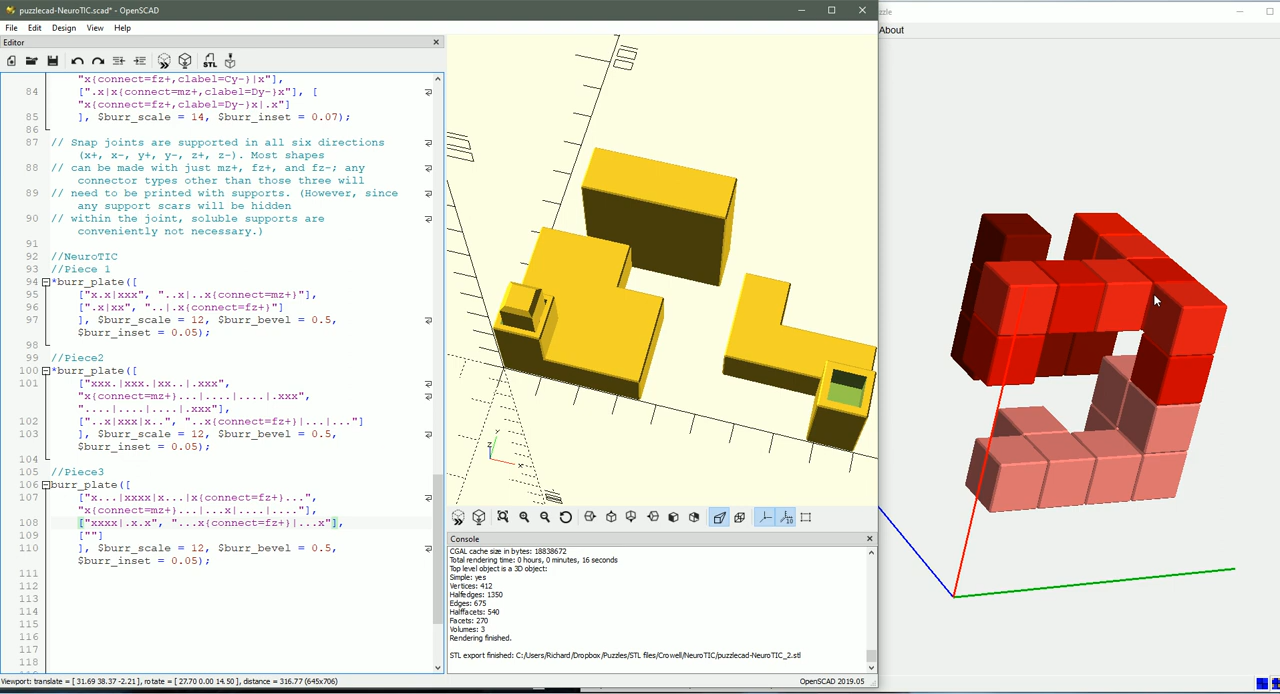 puzzlecad-NeuroTIC.scad* - OpenSCAD
zzle
File Edit Design View Help
About
Editor
STL
"x{connect=fz+,clabel=Cy-}|x"],
84 [".x|x{connect=mz+,clabel=Dy-}x"], [
"x{connect=fz+,clabel=Dy-}x|.x"]
85 ], $burr_scale = 14, $burr_inset = 0.07);
86
87 // Snap joints are supported in all six directions
(x+, x-, y+, y-, z+, z-). Most shapes
88 // can be made with just mz+, fz+, and fz-; any
connector types other than those three will
89 // need to be printed with supports. (However, since
any support scars will be hidden
90 // within the joint, soluble supports are
conveniently not necessary.)
91
92 //NeuroTIC
93 //Piece 1
94 *burr_plate([
95 ["x.x|xxx", "..x|..x{connect=mz+}"],
96 [".x|xx", "..|.x{connect=fz+}"]
97 ], $burr_scale = 12, $burr_bevel = 0.5,
$burr_inset = 0.05);
98
99 //Piece2
100 *burr_plate([
101 ["xxx.|xxx.|xx..|.xxx",
"x{connect=mz+}...|....|....|.xxx",
"....|....|....|.xxx"],
102 ["..x|xxx|x..", "..x{connect=fz+}|...|..."]
103 ], $burr_scale = 12, $burr_bevel = 0.5,
$burr_inset = 0.05);
104
105 //Piece3
106 burr_plate([
107 ["x...|xxxx|x...|x{connect=fz+}...",
"x{connect=mz+}...|...x|....|...."],
108 ["xxxx|.x.x", "...x{connect=fz+}|...x"],
109 [""]
110 ], $burr_scale = 12, $burr_bevel = 0.5,
$burr_inset = 0.05);
111
112
113
114
115
116
117
118
Console
CGAL cache size in bytes: 18838672
Total rendering time: 0 hours, 0 minutes, 16 seconds
Top level object is a 3D object:
Simple: yes
Vertices: 412
Halfedges: 1350
Edges: 675
Halffacets: 540
Facets: 270
Volumes: 3
Rendering finished.
STL export finished: C:/Users/Richard/Dropbox/Puzzles/STL files/Crowell/NeuroTIC/puzzlecad-NeuroTIC_2.stl
Viewport: translate = [ 31.69 38.37 -2.21 ], rotate = [ 27.70 0.00 14.50 ], distance = 316.77 (645x706)
OpenSCAD 2019.05